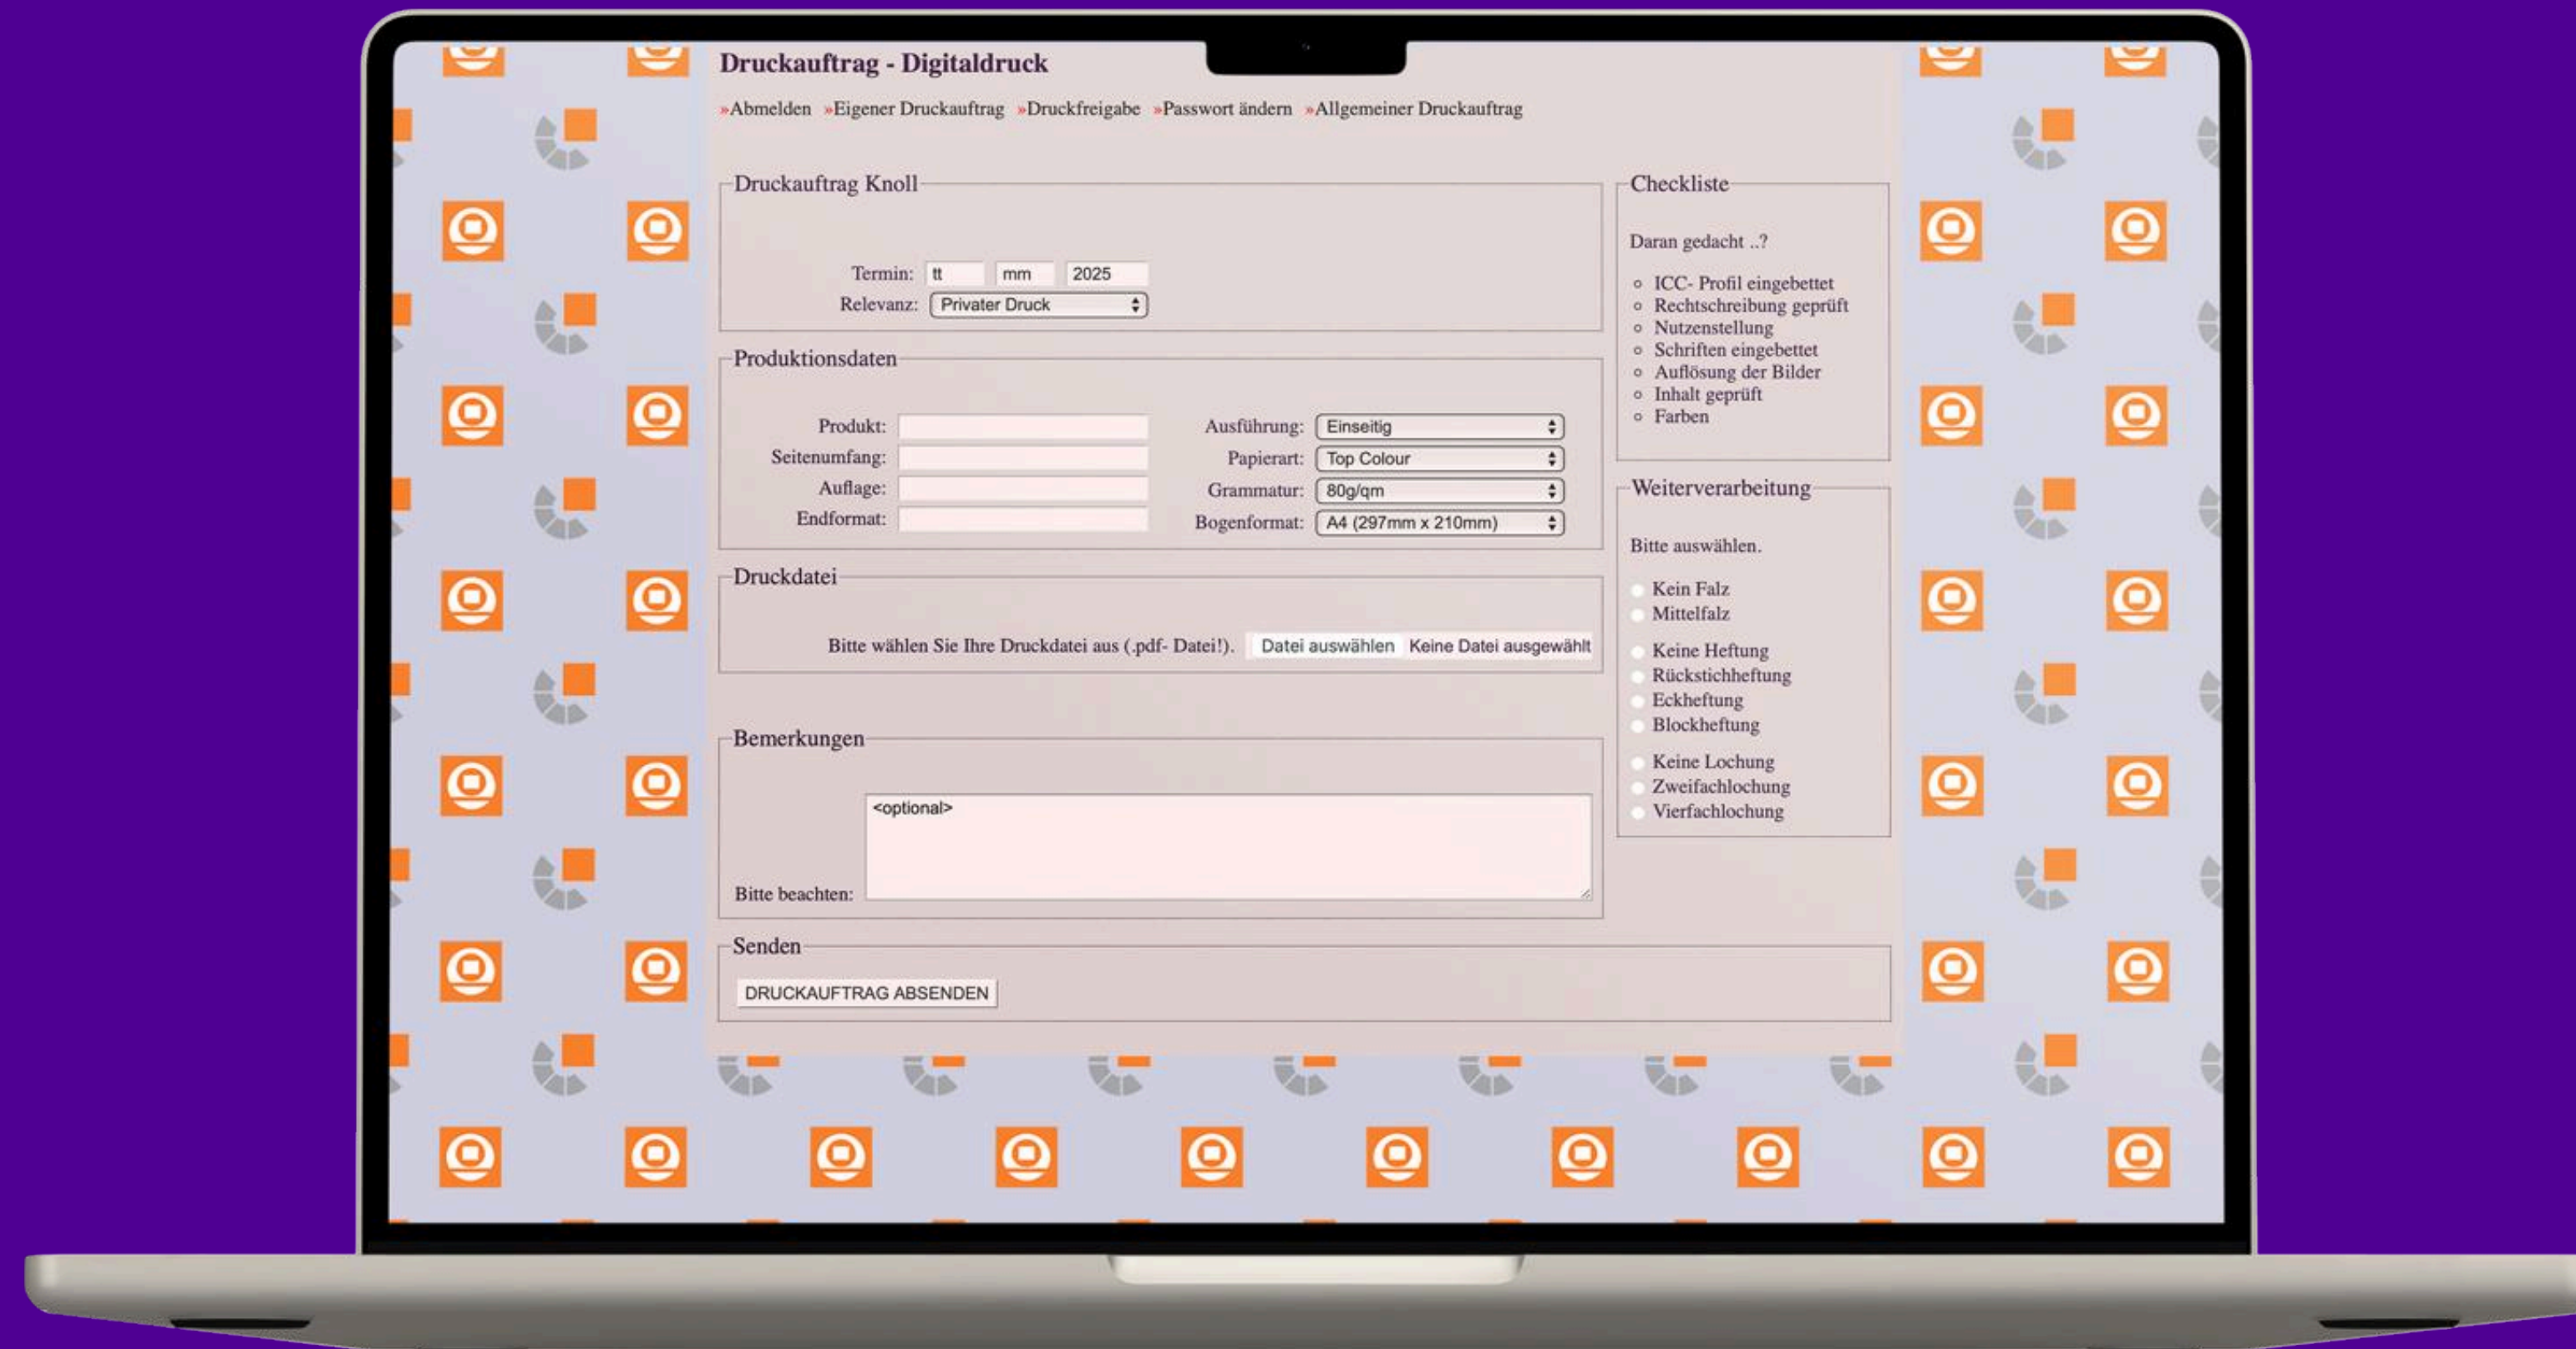 Druckauftrag - Digitaldruck
»Abmelden »Eigener Druckauftrag »Druckfreigabe »Passwort ändern »Allgemeiner Druckauftrag
Druckauftrag Knoll
Termin: tt mm 2025
Relevanz: Privater Druck
Produktionsdaten
Produkt:
Seitenumfang:
Auflage:
Endformat:
Ausführung: Einseitig
Papierart: Top Colour
Grammatur: 80g/qm
Bogenformat: A4 (297mm x 210mm)
Druckdatei
Bitte wählen Sie Ihre Druckdatei aus (.pdf- Datei!). Datei auswählen Keine Datei ausgewählt
Bemerkungen
<optional>
Bitte beachten:
Checkliste
Daran gedacht ..?
ICC- Profil eingebettet
Rechtschreibung geprüft
Nutzenstellung
Schriften eingebettet
Auflösung der Bilder
Inhalt geprüft
Farben
Weiterverarbeitung
Bitte auswählen.
Kein Falz
Mittelfalz
Keine Heftung
Rückstichheftung
Eckheftung
Blockheftung
Keine Lochung
Zweifachlochung
Vierfachlochung
Senden
DRUCKAUFTRAG ABSENDEN